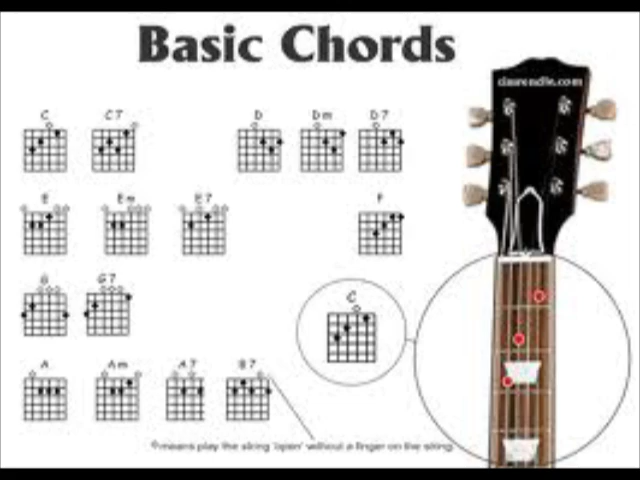 Basic Chords
C C7 D Dm D7
E Em E7 F
G G7
C
A Am A7 B7
means play the string 'open' without a finger on the string.